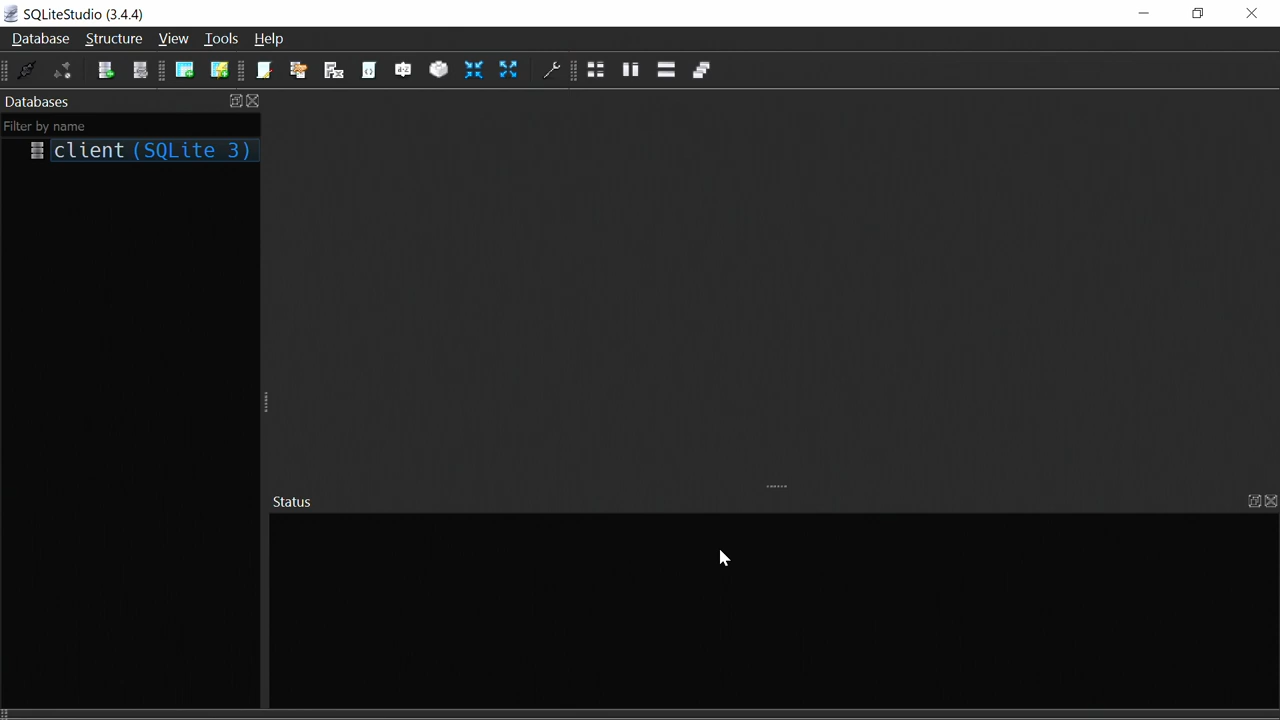 SQLiteStudio (3.4.4)
Database Structure View Tools Help
Databases
Filter by name
client (SQLite 3)
Status